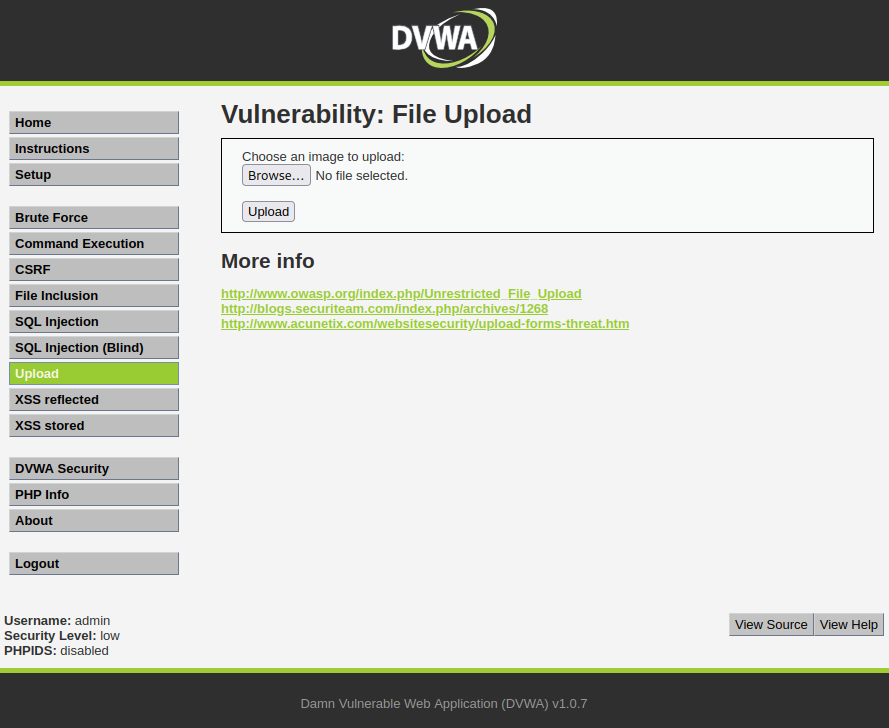 DVWA
Vulnerability: File Upload
Home
Instructions
Setup
Brute Force
Command Execution
CSRF
File Inclusion
SQL Injection
SQL Injection (Blind)
Upload
XSS reflected
XSS stored
DVWA Security
PHP Info
About
Logout
Choose an image to upload:
Browse... No file selected.
Upload
More info
http://www.owasp.org/index.php/Unrestricted_File_Upload
http://blogs.securiteam.com/index.php/archives/1268
http://www.acunetix.com/websitesecurity/upload-forms-threat.htm
Username: admin
Security Level: low
PHPIDS: disabled
View Source View Help
Damn Vulnerable Web Application (DVWA) v1.0.7